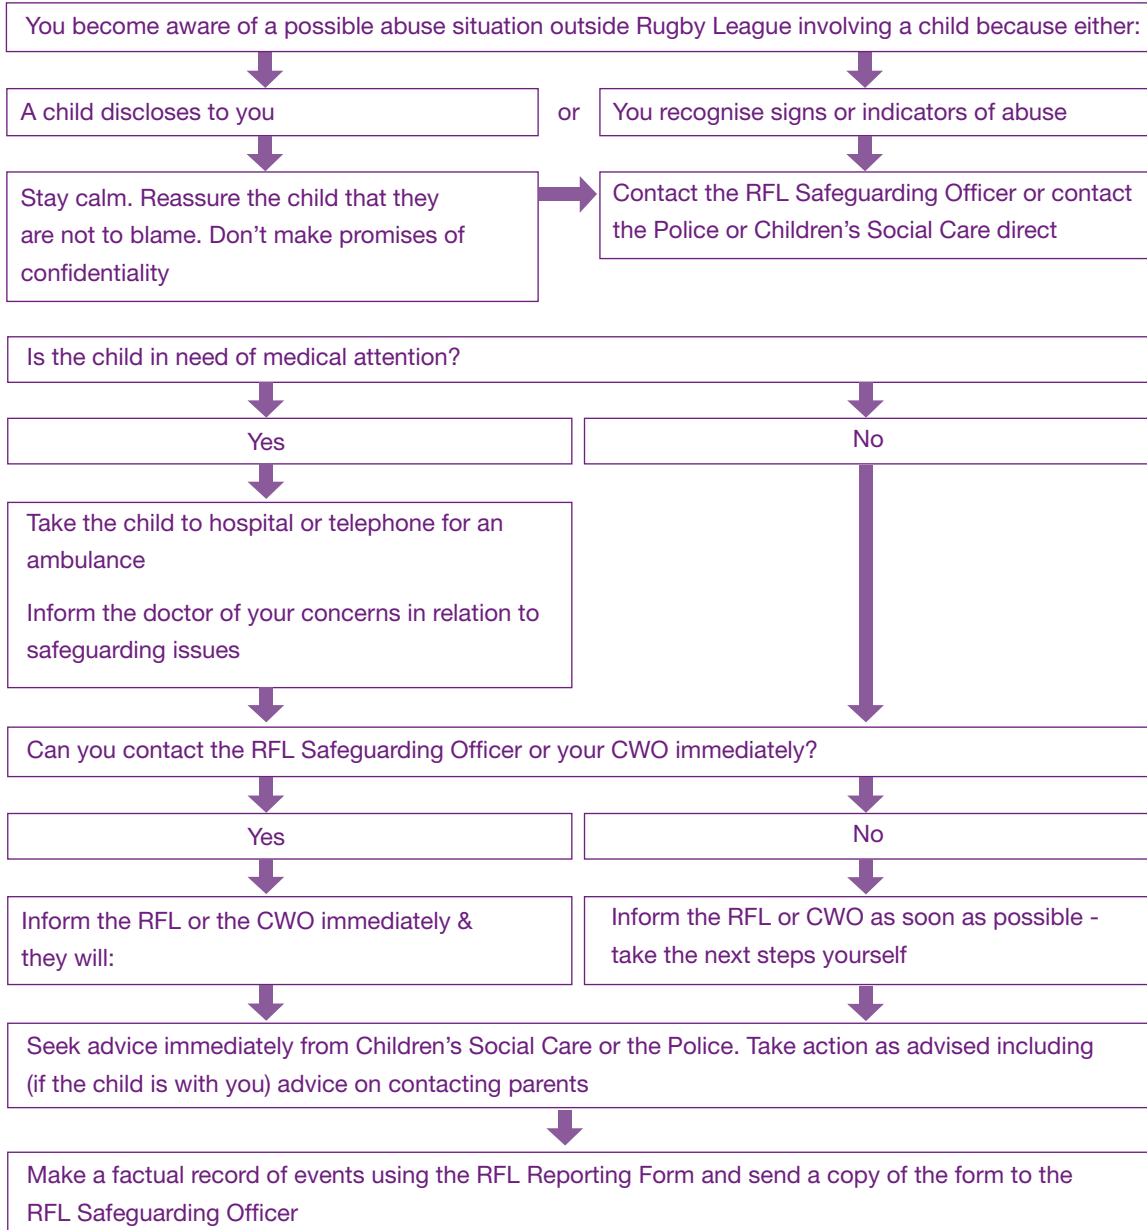 You become aware of a possible abuse situation outside Rugby League involving a child because either:
A child discloses to you
or
You recognise signs or indicators of abuse
Stay calm. Reassure the child that they
are not to blame. Don't make promises of
confidentiality
Contact the RFL Safeguarding Officer or contact
the Police or Children's Social Care direct
Is the child in need of medical attention?
Yes
No
Take the child to hospital or telephone for an
ambulance
Inform the doctor of your concerns in relation to
safeguarding issues
Can you contact the RFL Safeguarding Officer or your CWO immediately?
Yes
No
Inform the RFL or the CWO immediately &
they will:
Inform the RFL or CWO as soon as possible -
take the next steps yourself
Seek advice immediately from Children's Social Care or the Police. Take action as advised including
(if the child is with you) advice on contacting parents
Make a factual record of events using the RFL Reporting Form and send a copy of the form to the
RFL Safeguarding Officer